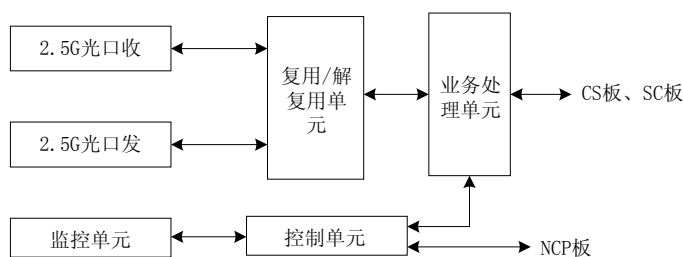 2.5G光口收
复用/解
复用单
元
业务处
理单元
CS板、SC板
2.5G光口发
监控单元
控制单元
NCP板